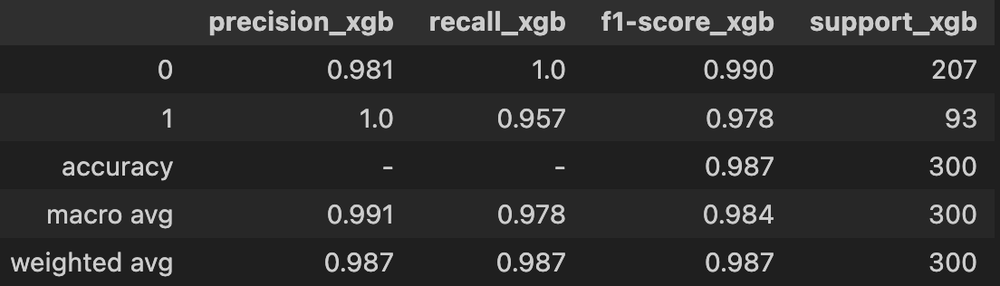 precision_xgb recall_xgb f1-score_xgb support_xgb
0 0.981 1.0 0.990 207
1 1.0 0.957 0.978 93
accuracy - - 0.987 300
macro avg 0.991 0.978 0.984 300
weighted avg 0.987 0.987 0.987 300